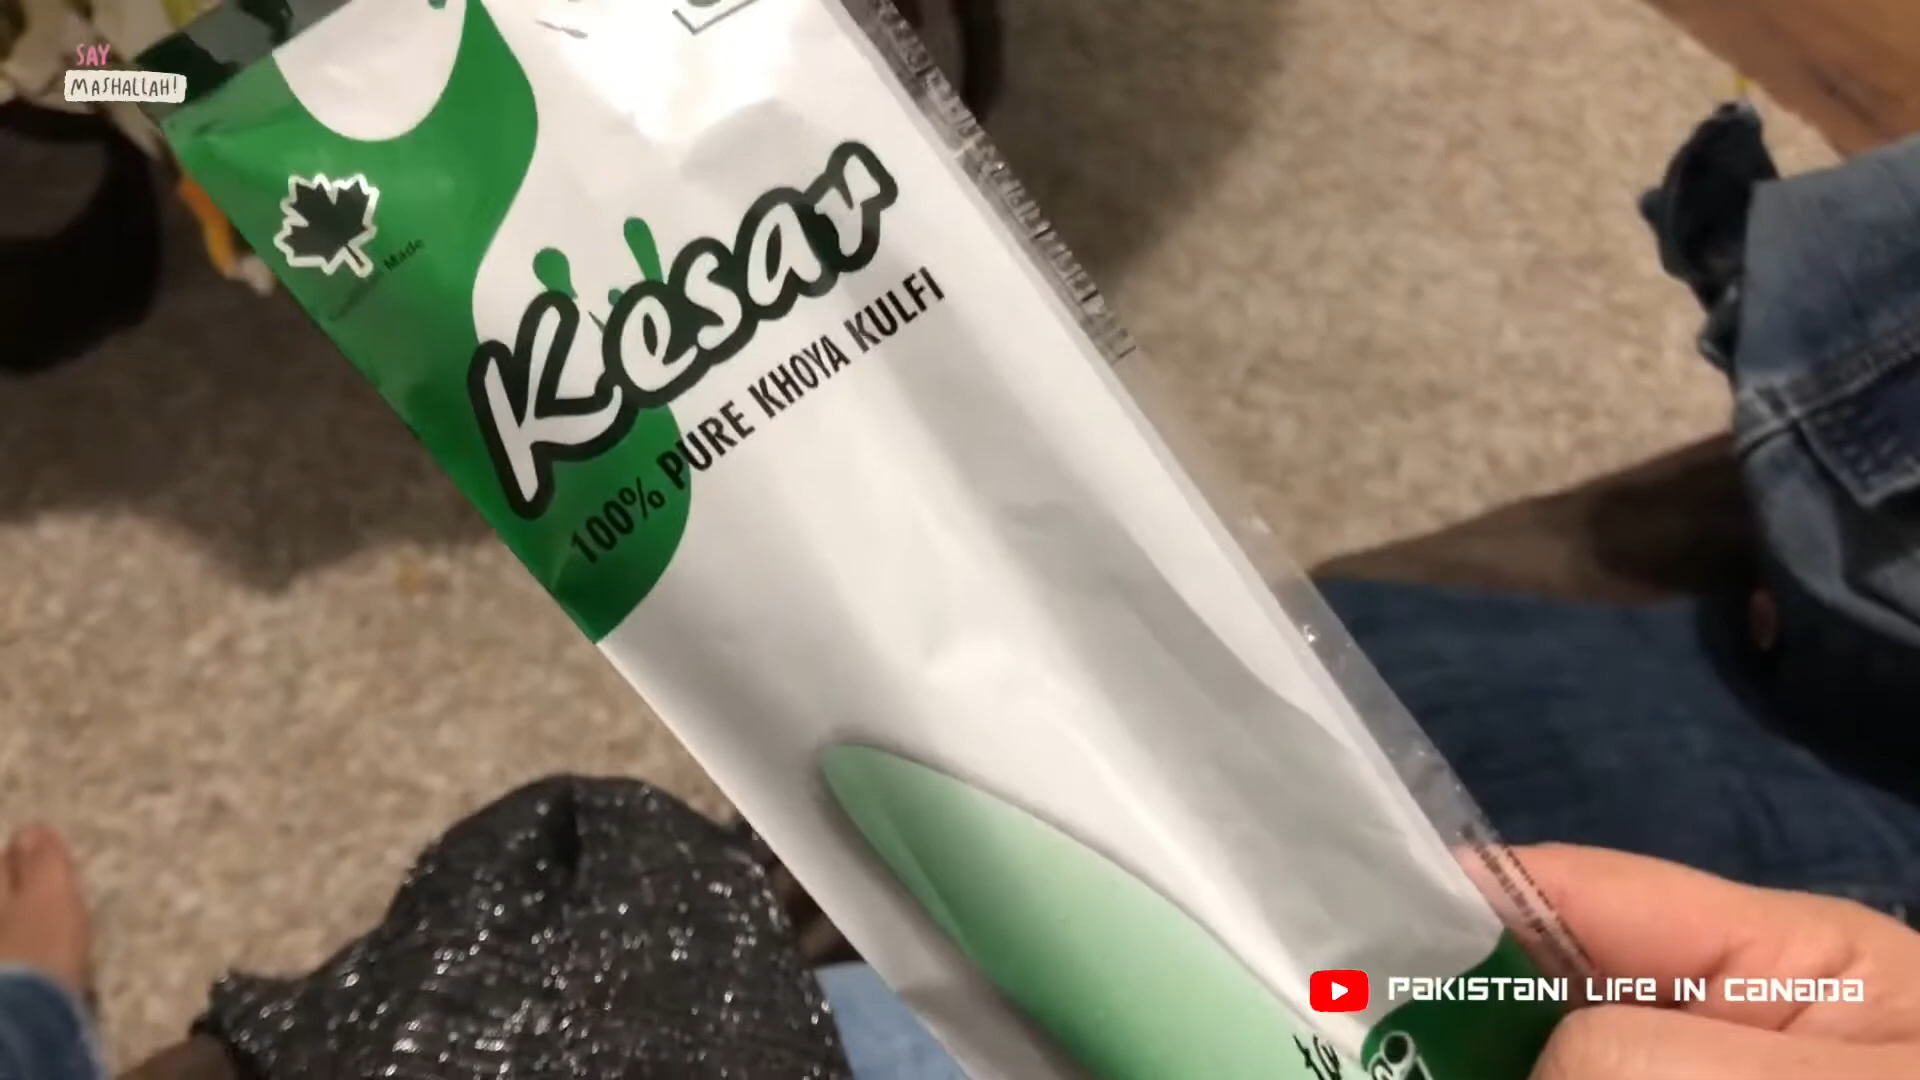 SAY
MASHALLAH!
Made
Kesar
100% PURE KHOYA KULFI
PAKISTANI LIFE IN CANADA